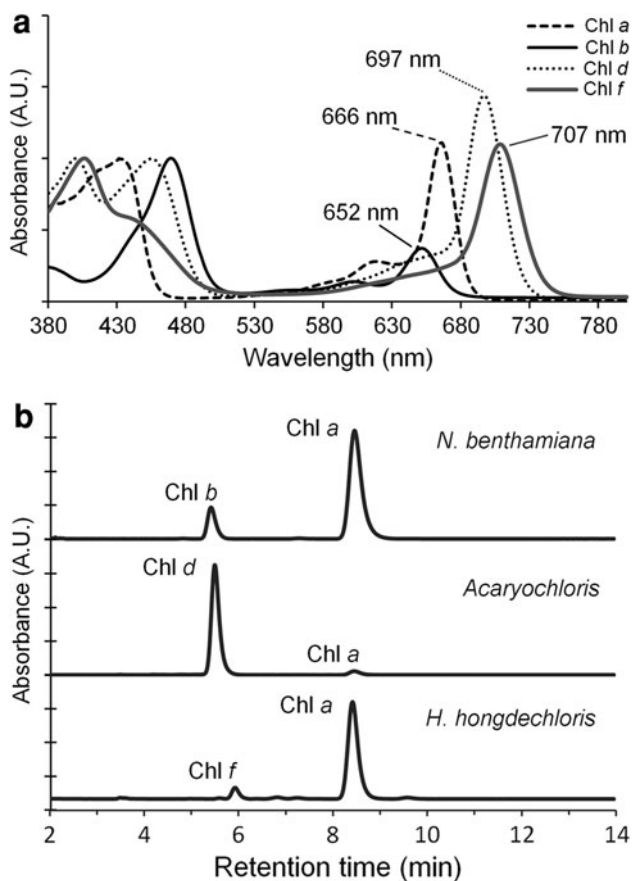 a
Chl a
Chl b
Chl d
Chl f
697 nm
666 nm
707 nm
652 nm
Absorbance (A.U.)
380 430 480 530 580 630 680 730 780
Wavelength (nm)
b
Chl a
N. benthamiana
Chl b
Chl d
Acaryochloris
Chl a
Chl a
H. hongdechloris
Chl f
Absorbance (A.U.)
2 4 6 8 10 12 14
Retention time (min)